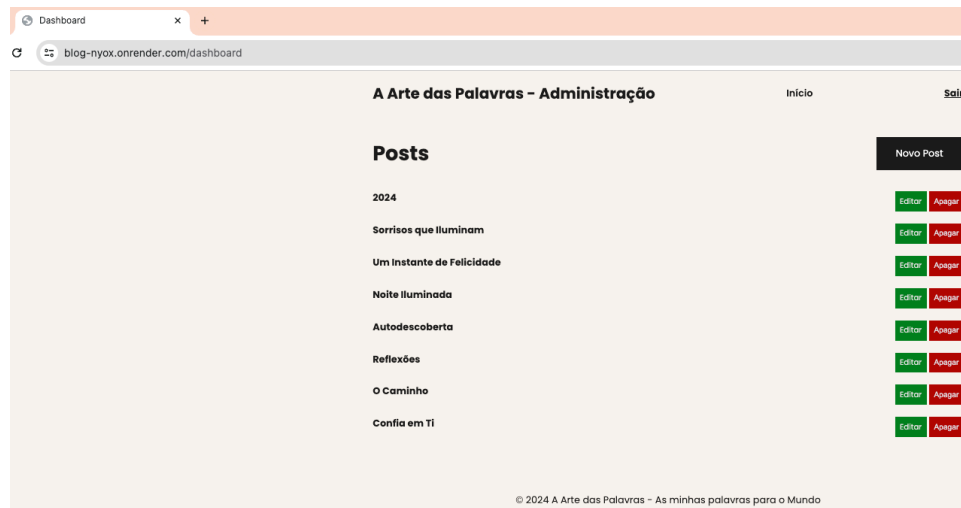 Dashboard
blog-nyox.onrender.com/dashboard
A Arte das Palavras - Administração Início Sair
Posts Novo Post
2024 Editar Apagar
Sorrisos que Iluminam Editar Apagar
Um Instante de Felicidade Editar Apagar
Noite Iluminada Editar Apagar
Autodescoberta Editar Apagar
Reflexões Editar Apagar
O Caminho Editar Apagar
Confia em Ti Editar Apagar
© 2024 A Arte das Palavras - As minhas palavras para o Mundo